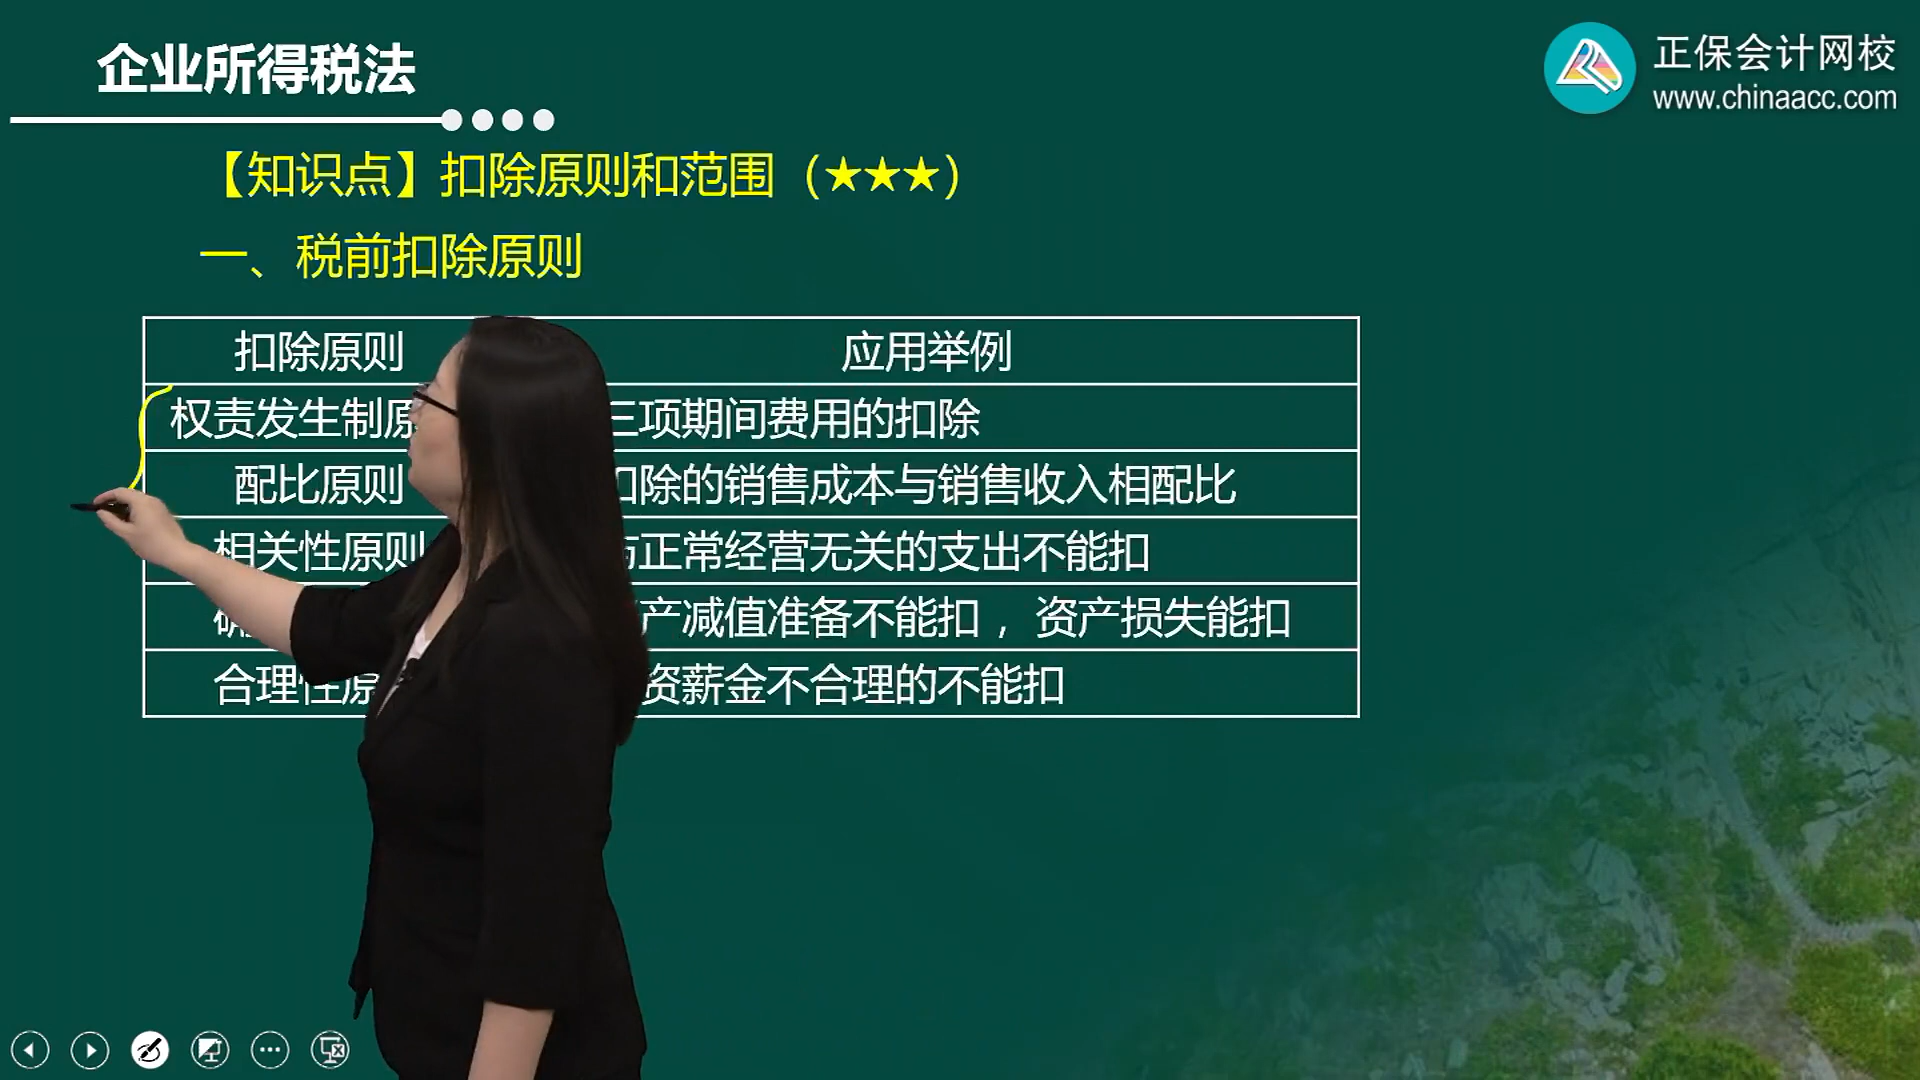 企业所得税法
正保会计网校
www.chinaacc.com
【知识点】扣除原则和范围（★★★）
一、税前扣除原则
扣除原则 应用举例
权责发生制原 三项期间费用的扣除
配比原则 扣除的销售成本与销售收入相配比
相关性原则 与正常经营无关的支出不能扣
确 产减值准备不能扣，资产损失能扣
合理性原 资薪金不合理的不能扣